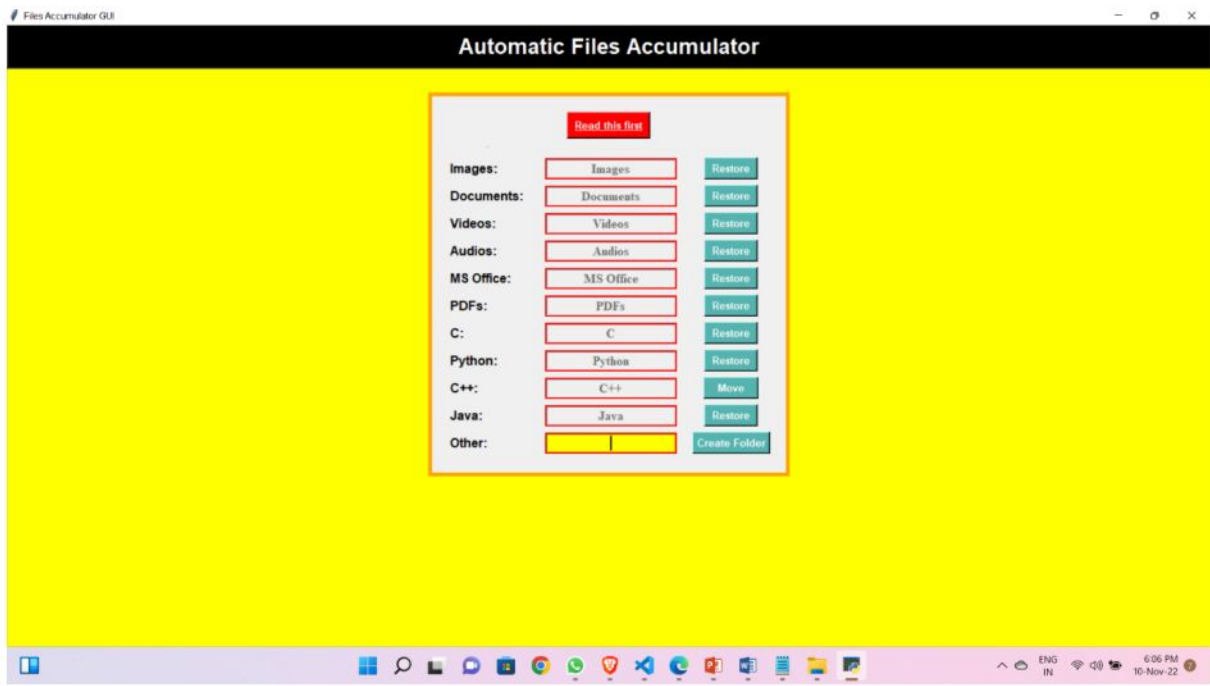 Files Accumulator GUI
Automatic Files Accumulator
Read this first
Images: Images Restore
Documents: Documents Restore
Videos: Videos Restore
Audios: Audios Restore
MS Office: MS Office Restore
PDFs: PDFs Restore
C: C Restore
Python: Python Restore
C++: C++ Move
Java: Java Restore
Other: Create Folder
ENG 6:06 PM
IN 10-Nov-22